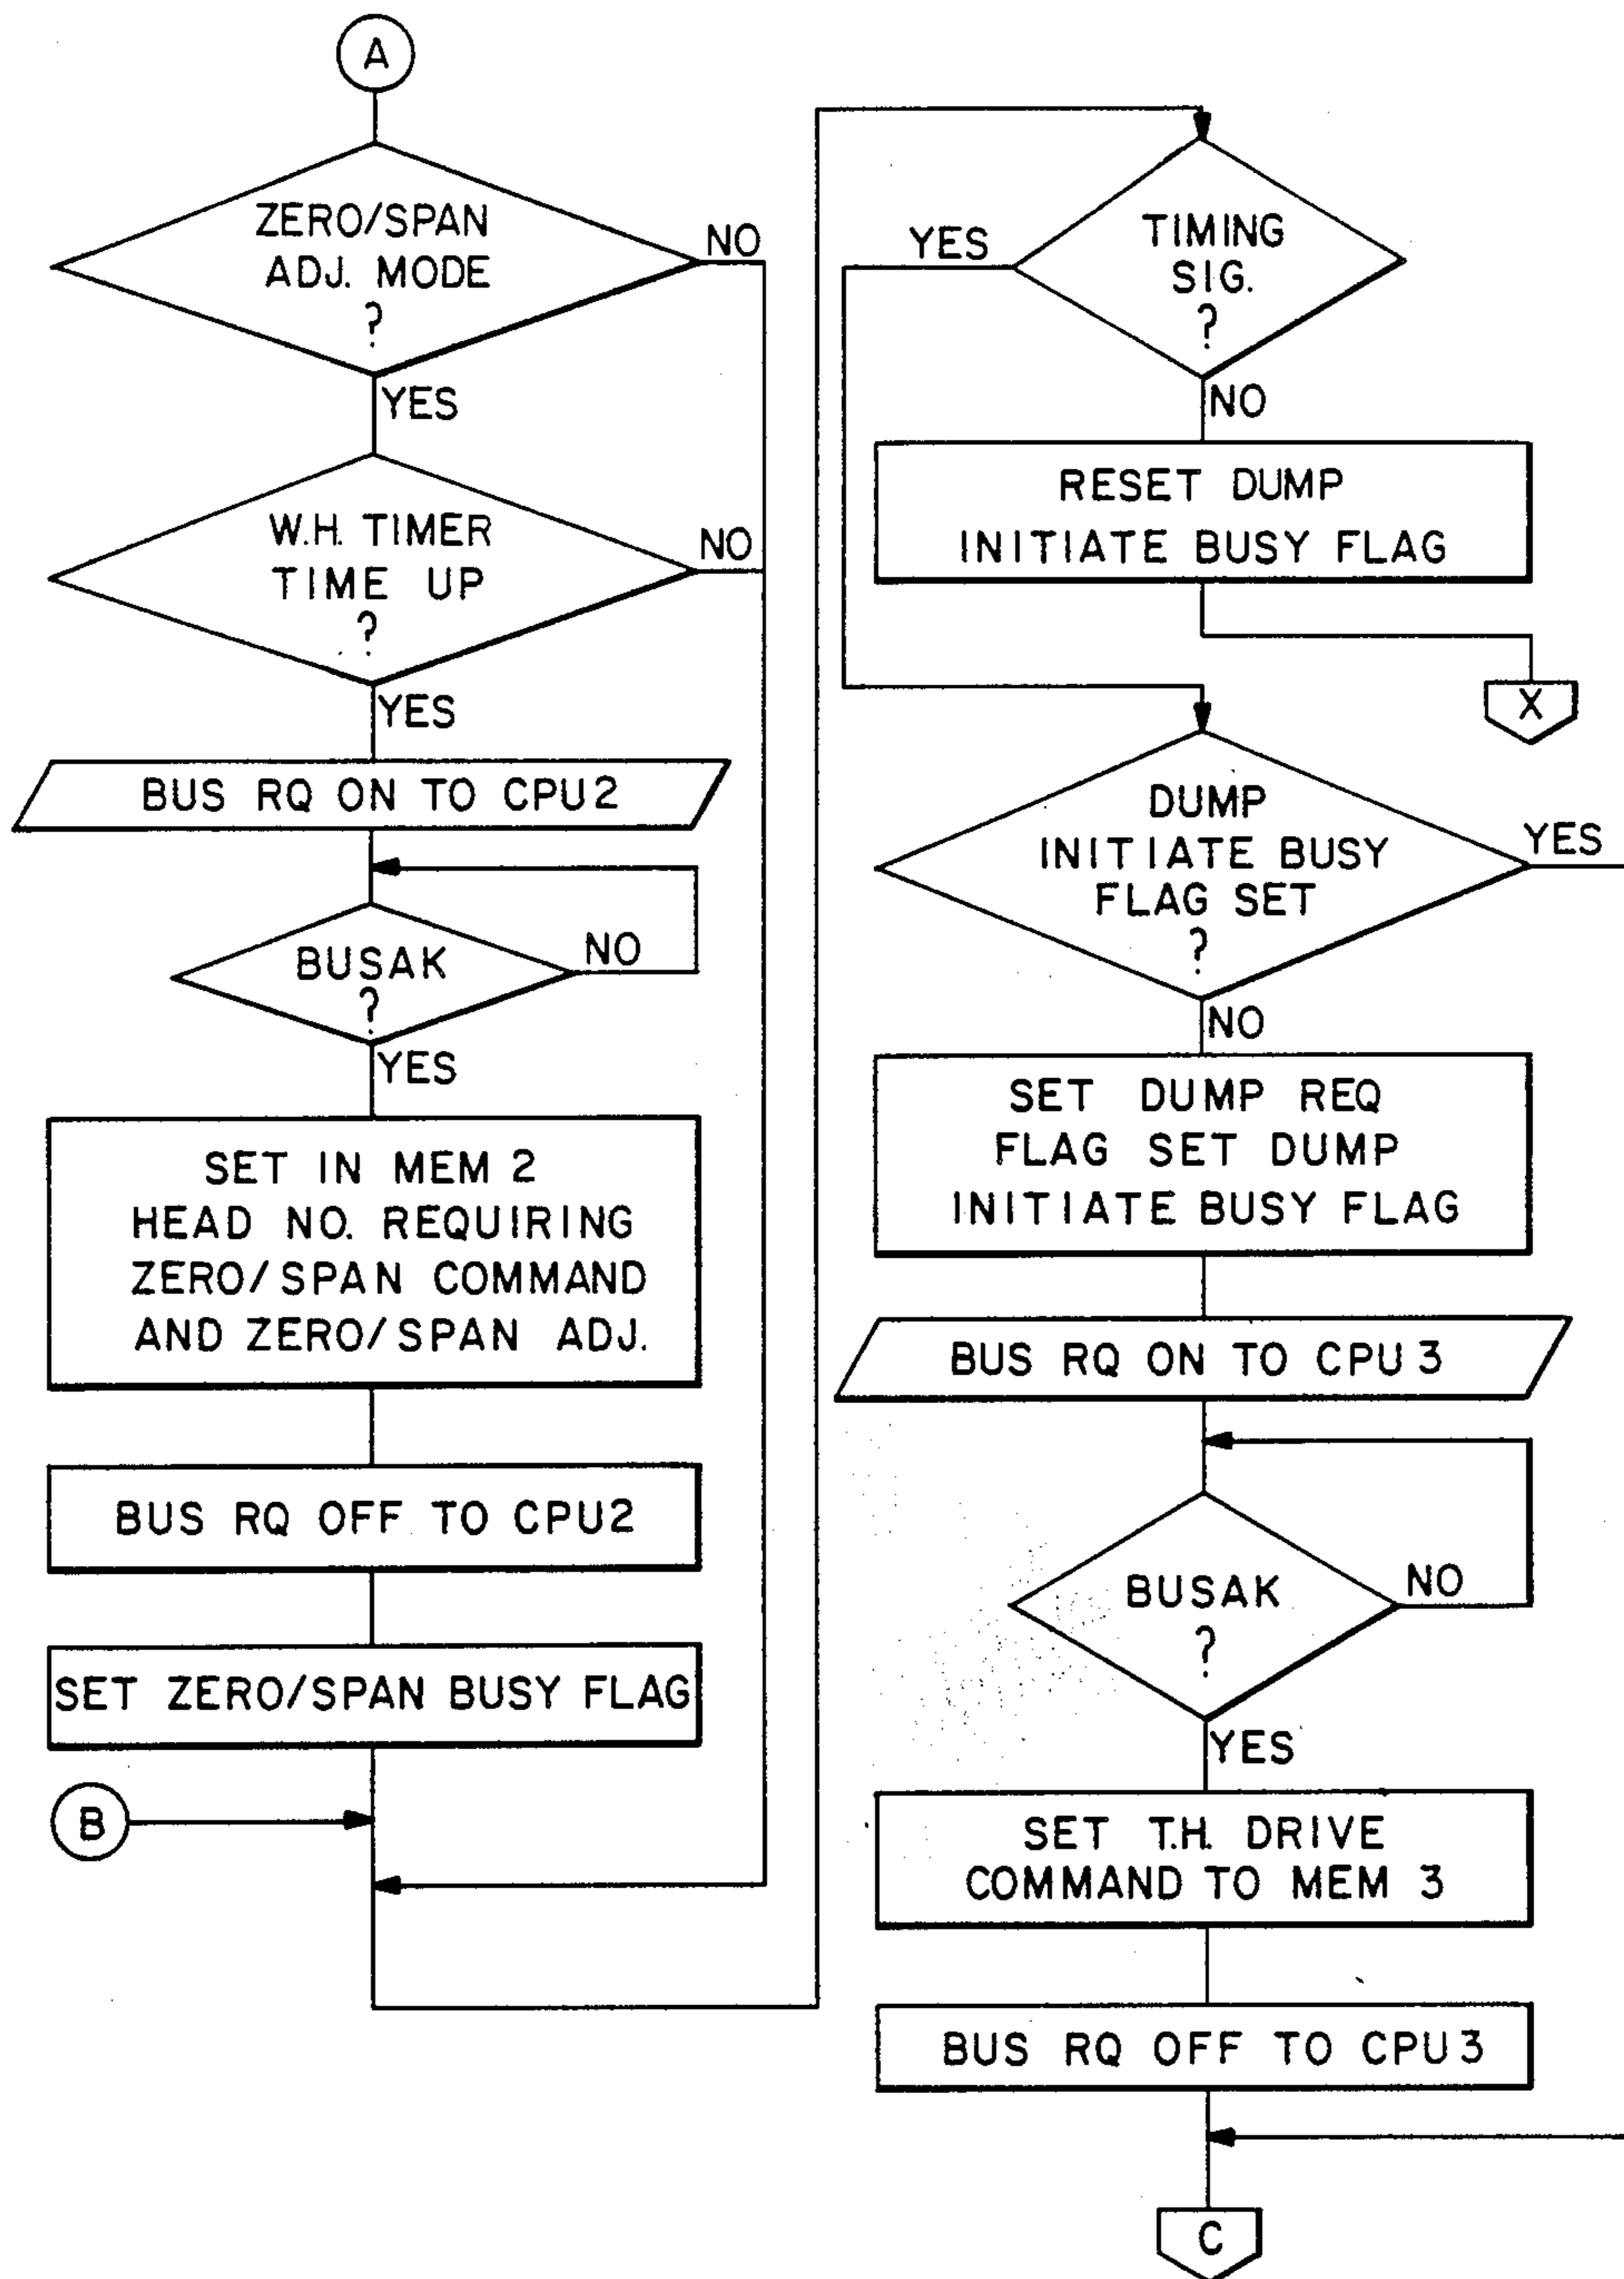 A
ZERO/SPAN
ADJ. MODE
?
NO
YES
W.H. TIMER
TIME UP
?
NO
YES
BUS RQ ON TO CPU2
BUSAK
?
NO
YES
SET IN MEM 2
HEAD NO. REQUIRING
ZERO/SPAN COMMAND
AND ZERO/SPAN ADJ.
BUS RQ OFF TO CPU2
SET ZERO/SPAN BUSY FLAG
B
TIMING
SIG.
?
YES
NO
RESET DUMP
INITIATE BUSY FLAG
X
DUMP
INITIATE BUSY
FLAG SET
?
YES
NO
SET DUMP REQ
FLAG SET DUMP
INITIATE BUSY FLAG
BUS RQ ON TO CPU 3
BUSAK
?
NO
YES
SET T.H. DRIVE
COMMAND TO MEM 3
BUS RQ OFF TO CPU 3
C